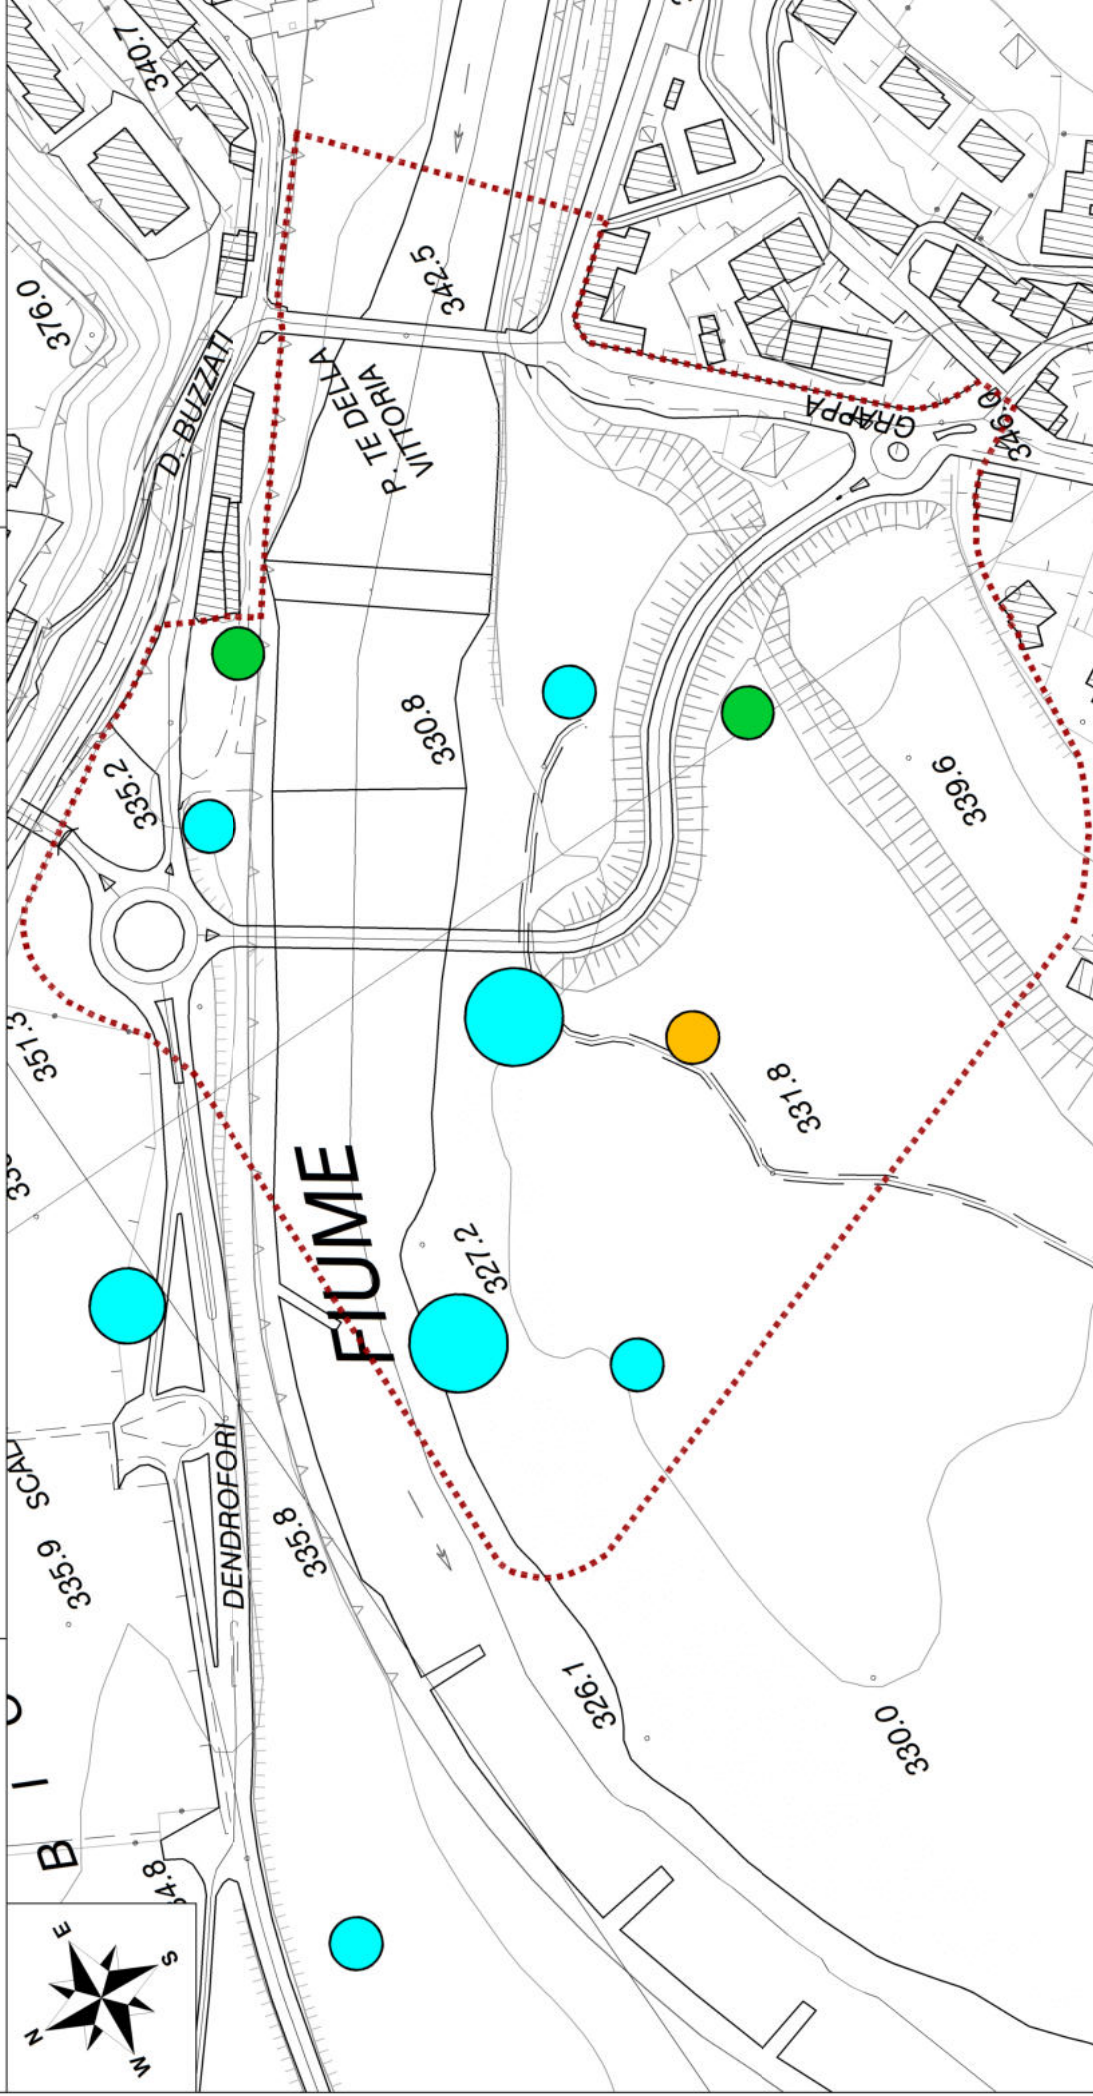 340.7
376.0
D. BUZZATI
342.5
P. TE DELLA
VITTORIA
GRAPPA
346.0
335.2
330.8
339.6
351.3
331.8
FIUME
327.2
SCAL
335.9
DENDROFORI
335.8
326.1
330.0
B I
N
E
S
W